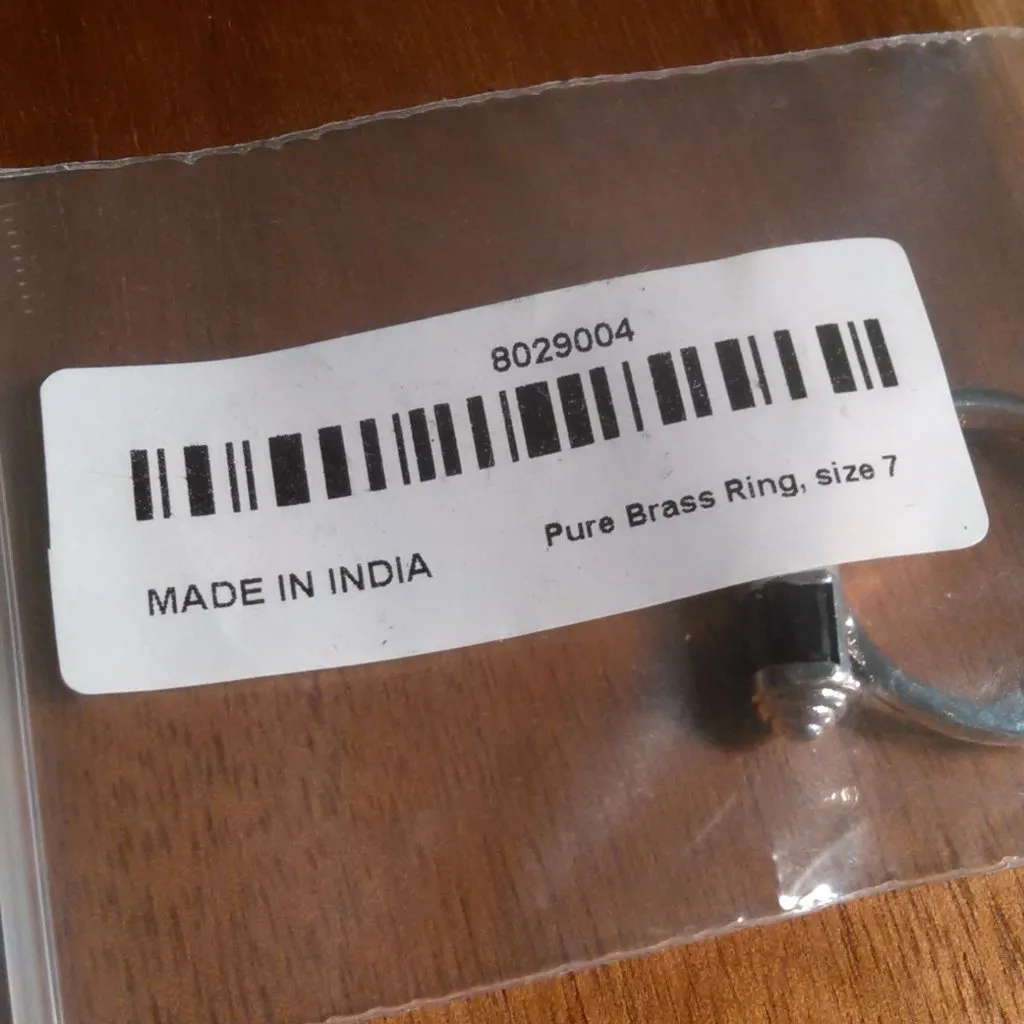 8029004
Pure Brass Ring, size 7
MADE IN INDIA